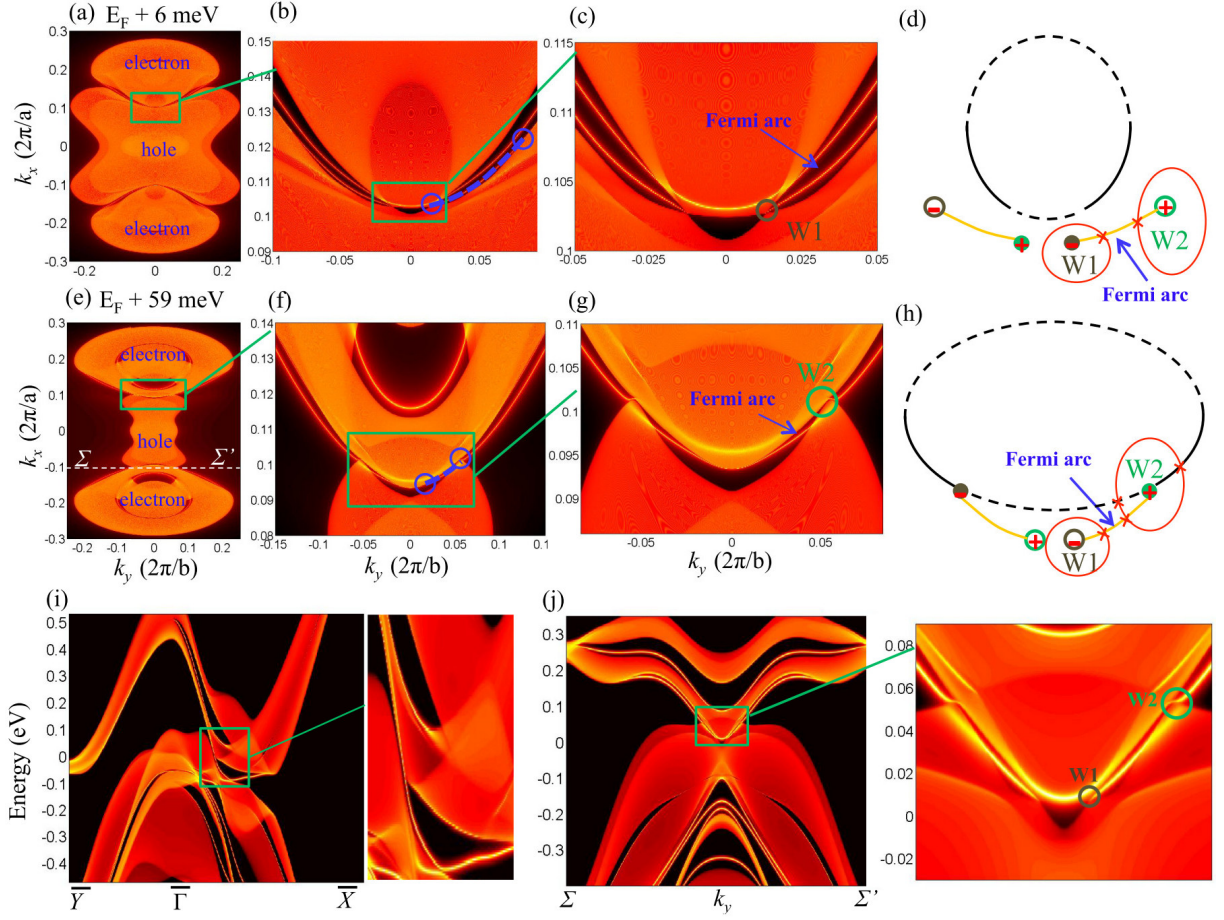 (a) E_F + 6 meV
k_x (2π/a)
0.3
0.2
0.1
0
-0.1
-0.2
-0.3
-0.2 0 0.2
electron
hole
electron
(b)
0.15
0.14
0.13
0.12
0.11
0.10
0.09
-0.1 -0.05 0 0.05
(c)
0.115
0.11
0.105
0.1
-0.05 -0.025 0 0.025 0.05
Fermi arc
W1
(d)
-
+
-
+
W1
W2
Fermi arc
(e) E_F + 59 meV
k_x (2π/a)
0.3
0.2
0.1
0
-0.1
-0.2
-0.3
-0.2 0 0.2
k_y (2π/b)
electron
hole
Σ Σ'
electron
(f)
0.14
0.13
0.12
0.11
0.10
0.09
0.08
-0.15 -0.1 -0.05 0 0.05 0.1 0.15
k_y (2π/b)
(g)
0.11
0.105
0.1
0.095
0.09
-0.05 0 0.05
k_y (2π/b)
W2
Fermi arc
(h)
Fermi arc
W2
-
+
+
-
W1
(i)
Energy (eV)
0.5
0.4
0.3
0.2
0.1
0
-0.1
-0.2
-0.3
-0.4
Y Γ X
(j)
0.3
0.2
0.1
0
-0.1
-0.2
-0.3
Σ k_y Σ'
0.08
0.06
0.04
0.02
0
-0.02
W2
W1